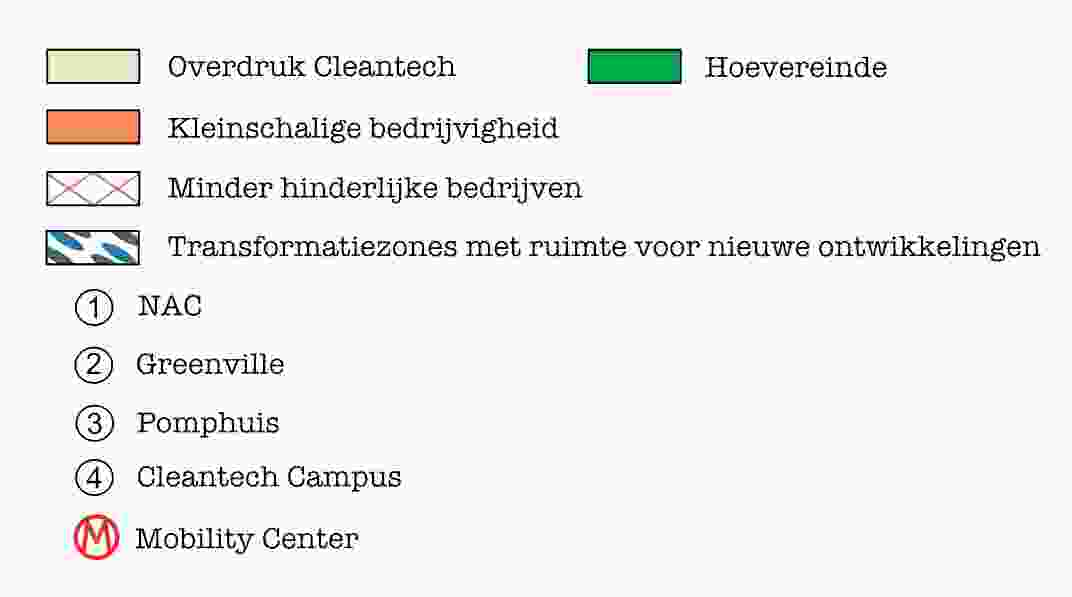 Overdruk Cleantech
Hoevereinde
Kleinschalige bedrijvigheid
Minder hinderlijke bedrijven
Transformatiezones met ruimte voor nieuwe ontwikkelingen
1 NAC
2 Greenville
3 Pomphuis
4 Cleantech Campus
M Mobility Center